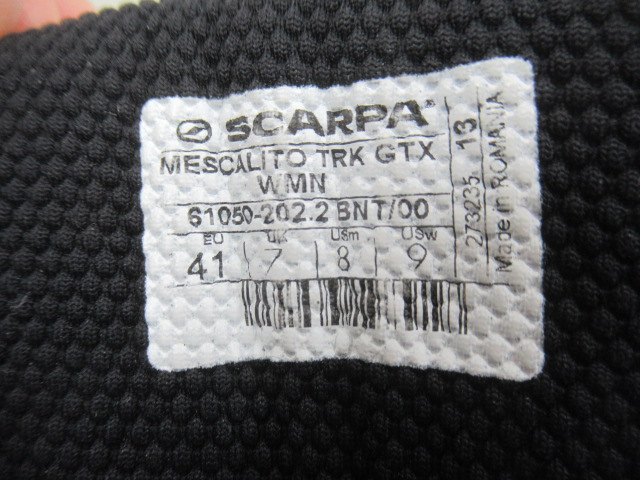 SCARPA
MESCALITO TRK GTX
WMN
61050-202.2 BNT/00
EU UK USm USw
41 7 8 9
273235 13
Made in ROMANIA